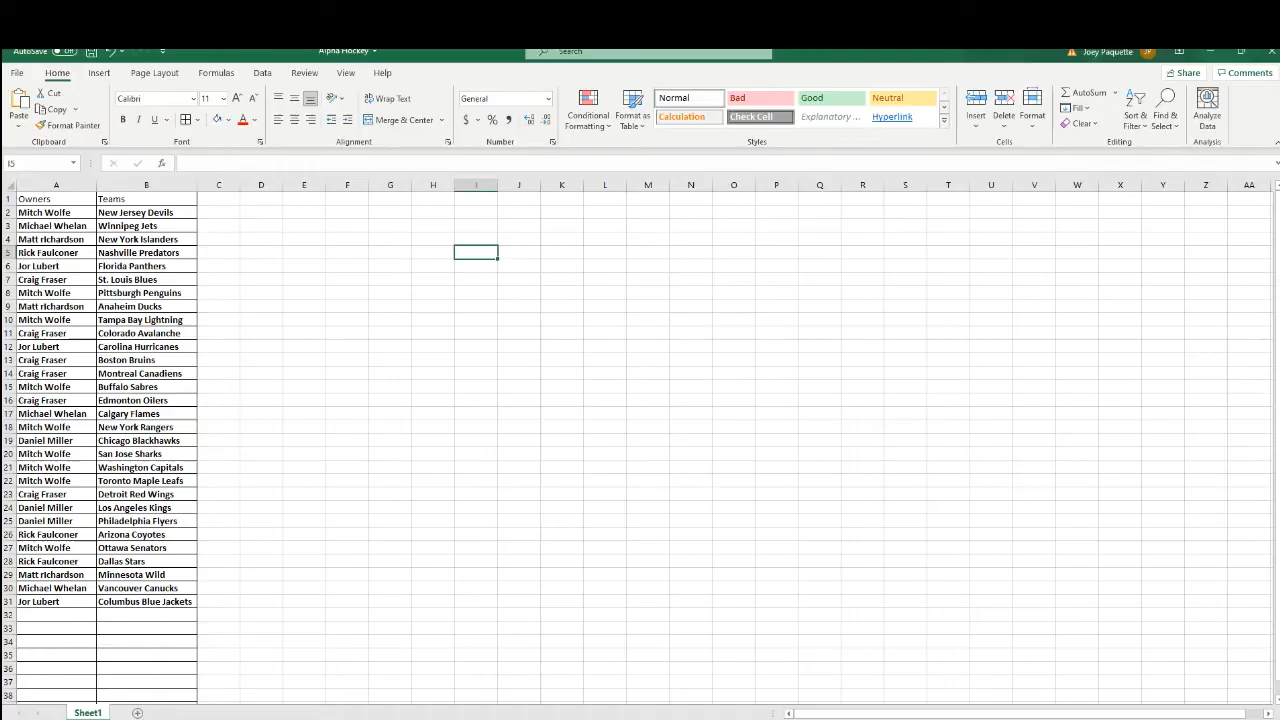 AutoSave Off Alpha Hockey Search Joey Paquette JP
File Home Insert Page Layout Formulas Data Review View Help Share Comments
Paste Cut Copy Format Painter Clipboard
Calibri 11 B I U A Font
Wrap Text Merge & Center Alignment
General $ % , Number
Conditional Formatting Format as Table
Normal Bad Good Neutral
Calculation Check Cell Explanatory ... Hyperlink
Styles
Insert Delete Format Cells
AutoSum Fill Clear Sort & Filter Find & Select Editing
Analyze Data Analysis
I5 fx
A B C D E F G H I J K L M N O P Q R S T U V W X Y Z AA
1 Owners Teams
2 Mitch Wolfe New Jersey Devils
3 Michael Whelan Winnipeg Jets
4 Matt rIchardson New York Islanders
5 Rick Faulconer Nashville Predators
6 Jor Lubert Florida Panthers
7 Craig Fraser St. Louis Blues
8 Mitch Wolfe Pittsburgh Penguins
9 Matt rIchardson Anaheim Ducks
10 Mitch Wolfe Tampa Bay Lightning
11 Craig Fraser Colorado Avalanche
12 Jor Lubert Carolina Hurricanes
13 Craig Fraser Boston Bruins
14 Craig Fraser Montreal Canadiens
15 Mitch Wolfe Buffalo Sabres
16 Craig Fraser Edmonton Oilers
17 Michael Whelan Calgary Flames
18 Mitch Wolfe New York Rangers
19 Daniel Miller Chicago Blackhawks
20 Mitch Wolfe San Jose Sharks
21 Mitch Wolfe Washington Capitals
22 Mitch Wolfe Toronto Maple Leafs
23 Craig Fraser Detroit Red Wings
24 Daniel Miller Los Angeles Kings
25 Daniel Miller Philadelphia Flyers
26 Rick Faulconer Arizona Coyotes
27 Mitch Wolfe Ottawa Senators
28 Rick Faulconer Dallas Stars
29 Matt rIchardson Minnesota Wild
30 Michael Whelan Vancouver Canucks
31 Jor Lubert Columbus Blue Jackets
32
33
34
35
36
37
38
Sheet1